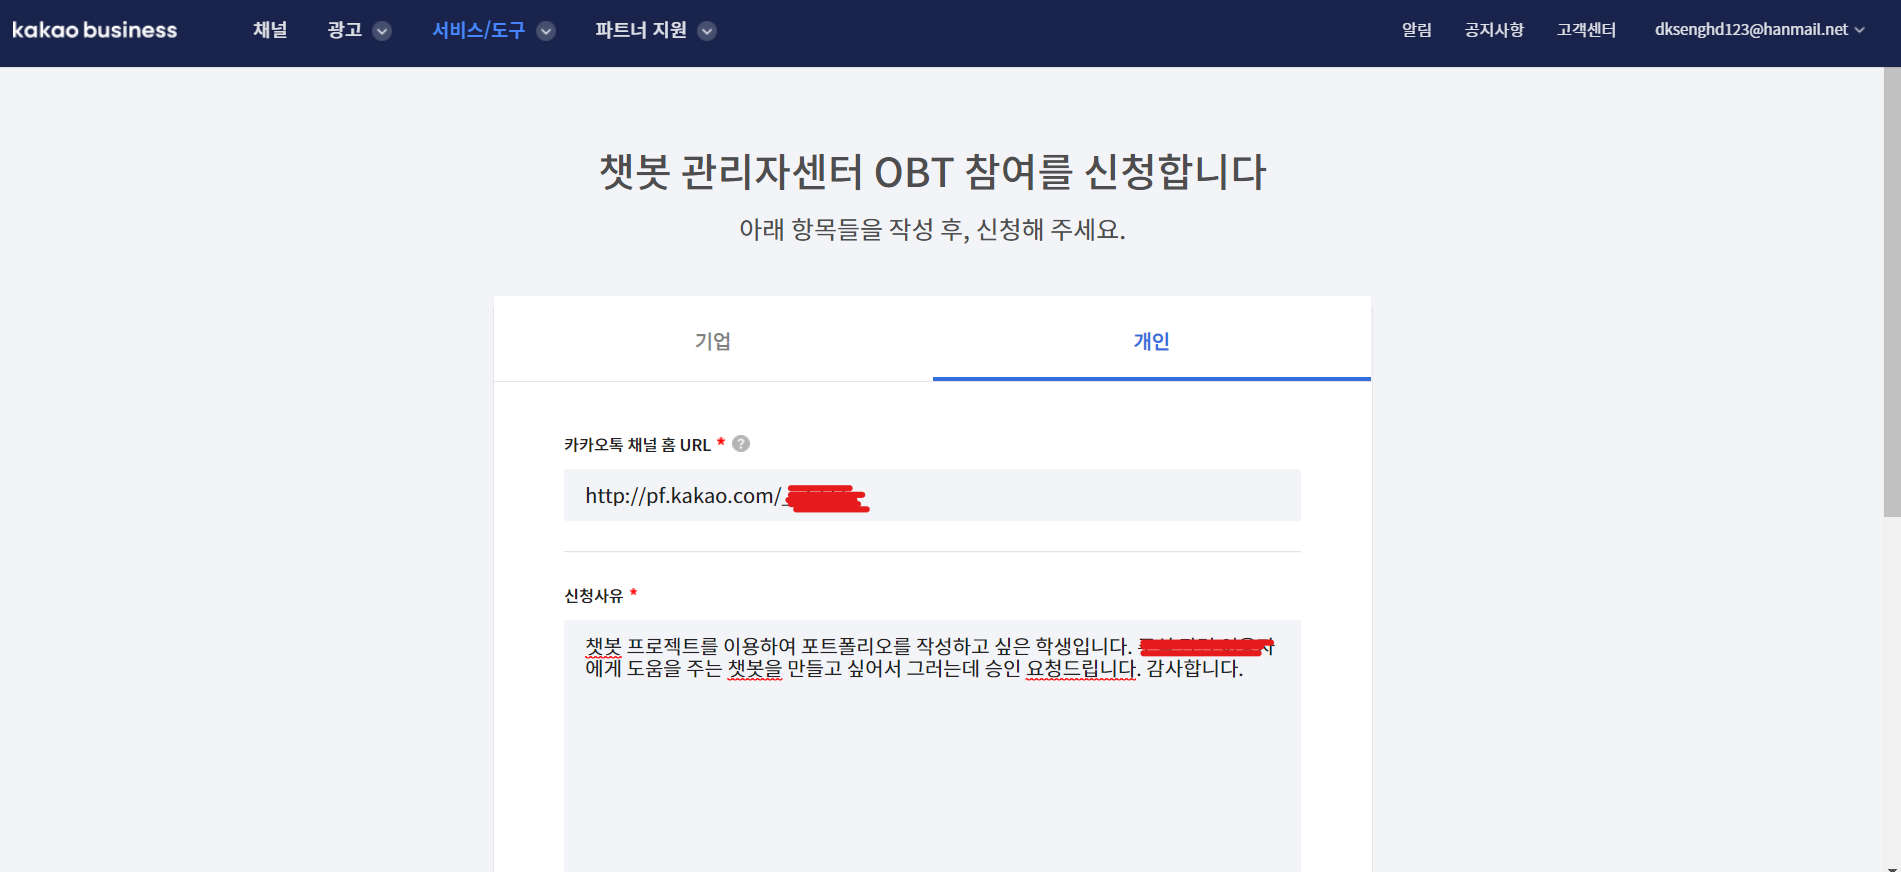 kakao business 채널 광고 서비스/도구 파트너 지원 알림 공지사항 고객센터 dksenghd123@hanmail.net
챗봇 관리자센터 OBT 참여를 신청합니다
아래 항목들을 작성 후, 신청해 주세요.
기업 개인
카카오톡 채널 홈 URL * ?
http://pf.kakao.com/_
신청사유 *
챗봇 프로젝트를 이용하여 포트폴리오를 작성하고 싶은 학생입니다.
에게 도움을 주는 챗봇을 만들고 싶어서 그러는데 승인 요청드립니다. 감사합니다.